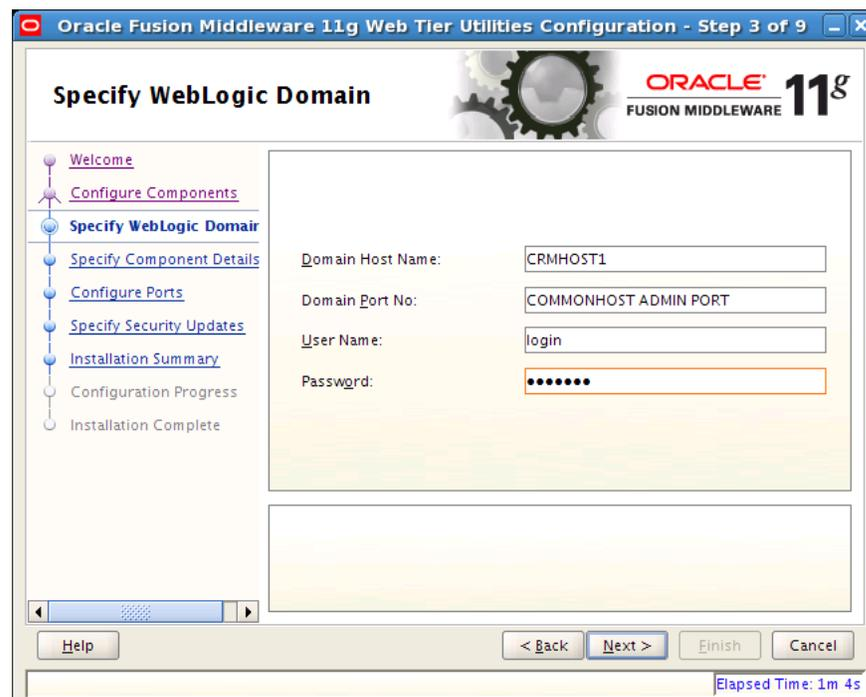 Oracle Fusion Middleware 11g Web Tier Utilities Configuration - Step 3 of 9
Specify WebLogic Domain
ORACLE
FUSION MIDDLEWARE
11g
Welcome
Configure Components
Specify WebLogic Domair
Specify Component Details
Configure Ports
Specify Security Updates
Installation Summary
Configuration Progress
Installation Complete
Domain Host Name: CRMHOST1
Domain Port No: COMMONHOST ADMIN PORT
User Name: login
Password: •••••••
Help
< Back
Next >
Finish
Cancel
Elapsed Time: 1m 4s